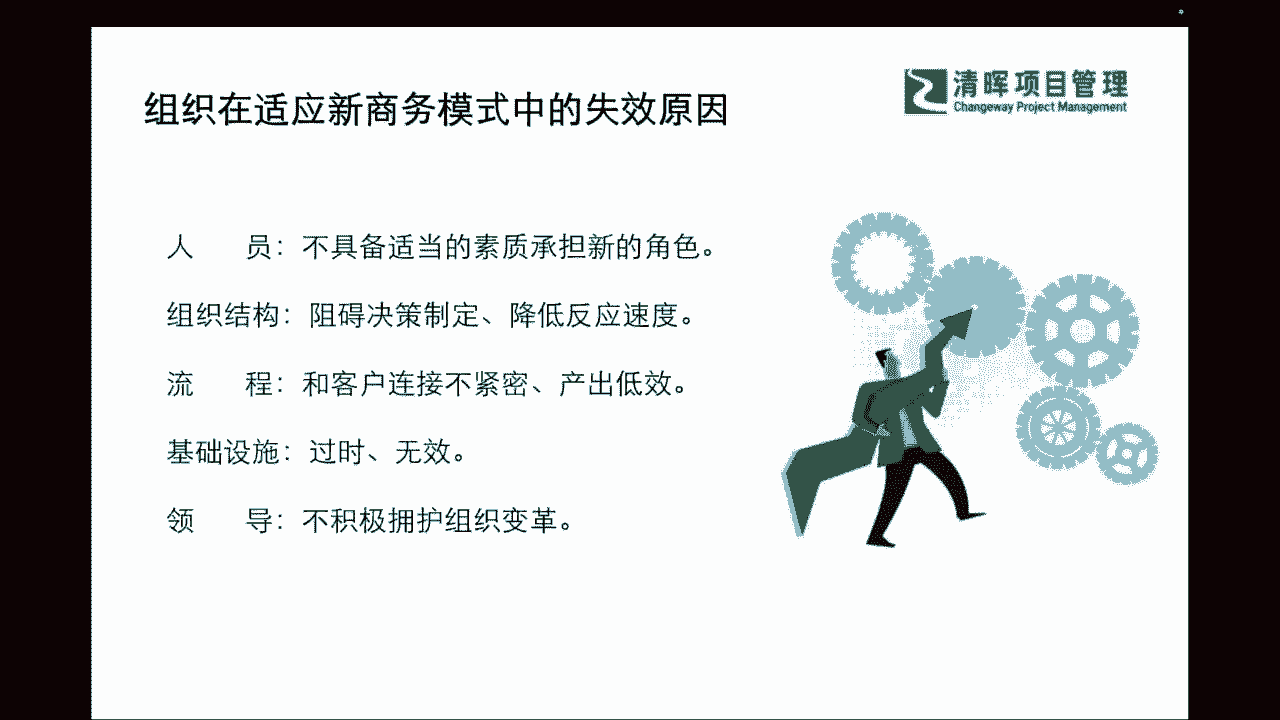 组织在适应新商务模式中的失效原因
清晖项目管理
Changeway Project Management
人 员：不具备适当的素质承担新的角色。
组织结构：阻碍决策制定、降低反应速度。
流 程：和客户连接不紧密、产出低效。
基础设施：过时、无效。
领 导：不积极拥护组织变革。